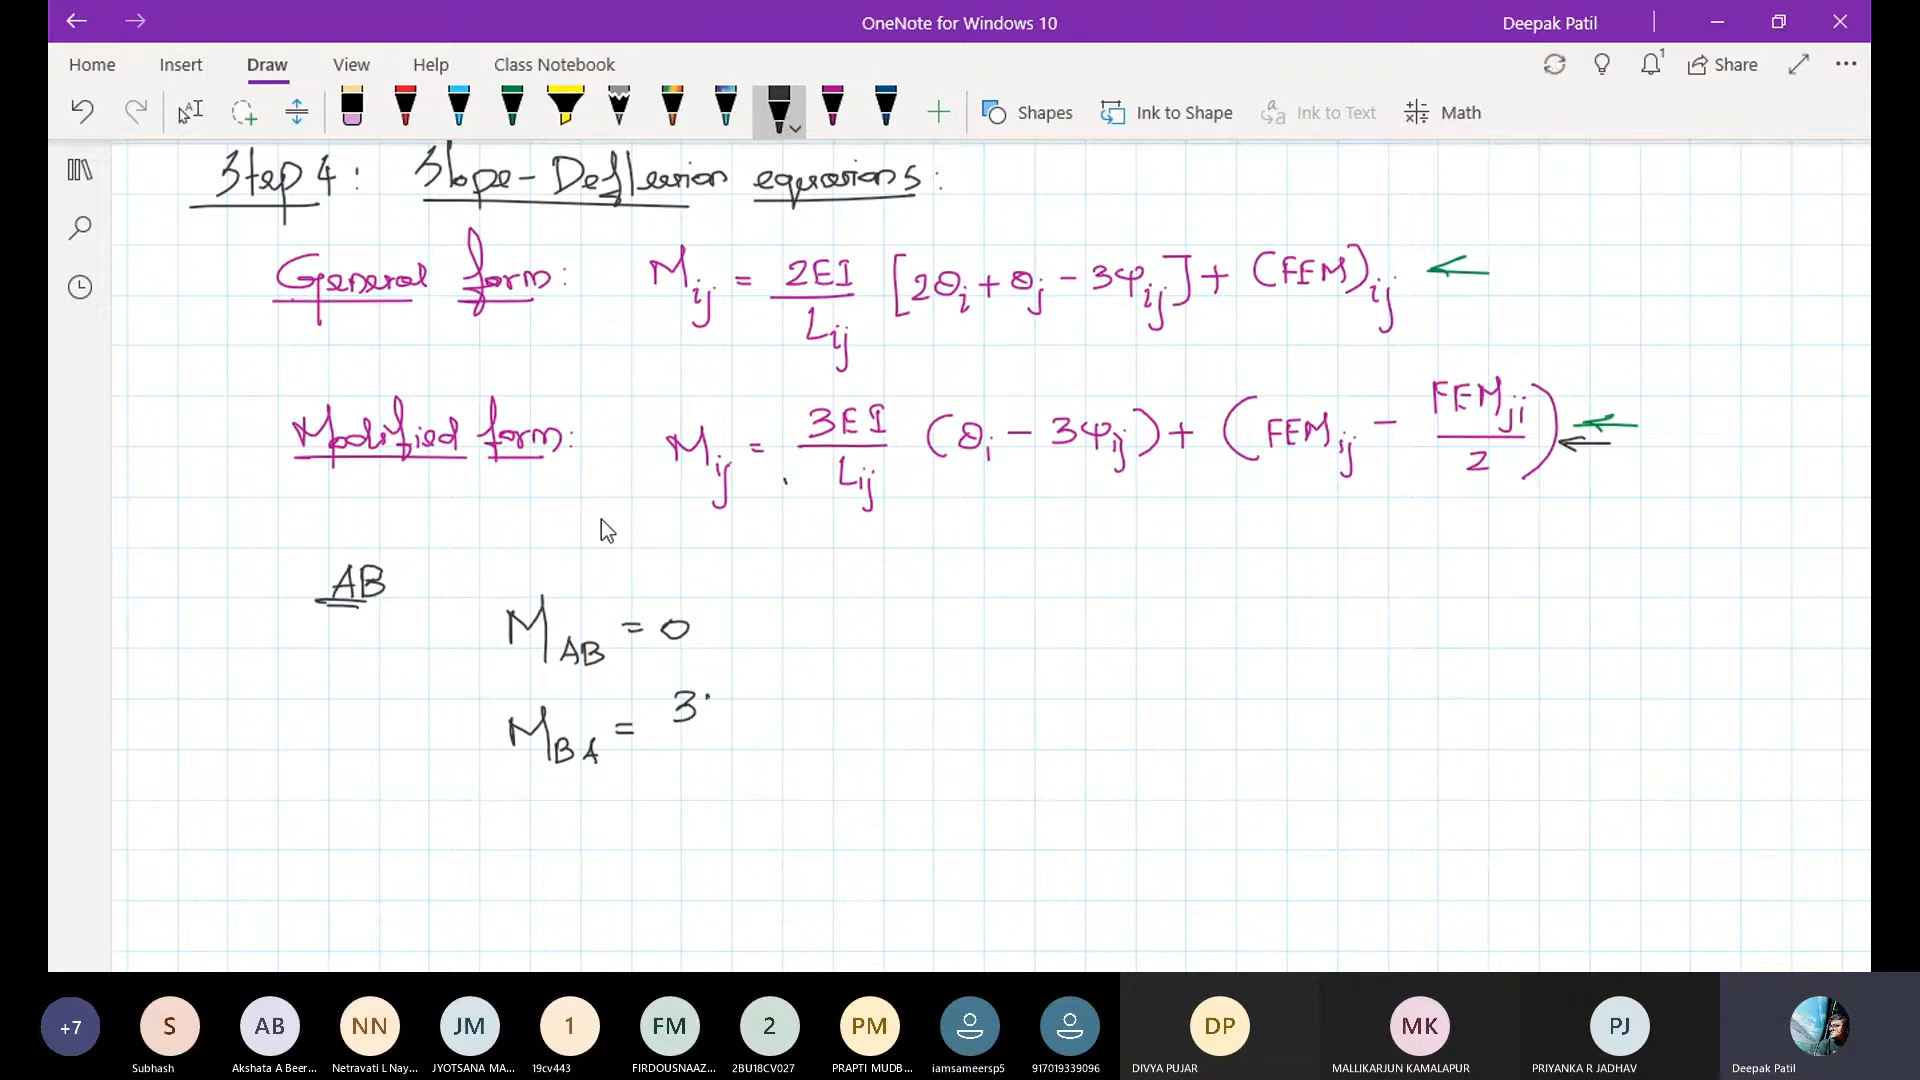 OneNote for Windows 10
Deepak Patil
Home Insert Draw View Help Class Notebook Share
Shapes Ink to Shape Ink to Text Math
Step 4: Slope-Deflection equations:
General form: M_ij = 2EI/L_ij [2θ_i + θ_j - 3φ_ij] + (FEM)_ij ←
Modified form: M_ij = 3EI/L_ij (θ_i - 3φ_ij) + (FEM_ij - FEM_ji/2) ←
AB
M_AB = 0
M_BA = 3
+7 S AB NN JM 1 FM 2 PM DP MK PJ
Subhash Akshata A Beer... Netravati L Nay... JYOTSANA MA... 19cv443 FIRDOUSNAAZ... 2BU18CV027 PRAPTI MUDB... iamsameersp5 917019339096 DIVYA PUJAR MALLIKARJUN KAMALAPUR PRIYANKA R JADHAV Deepak Patil